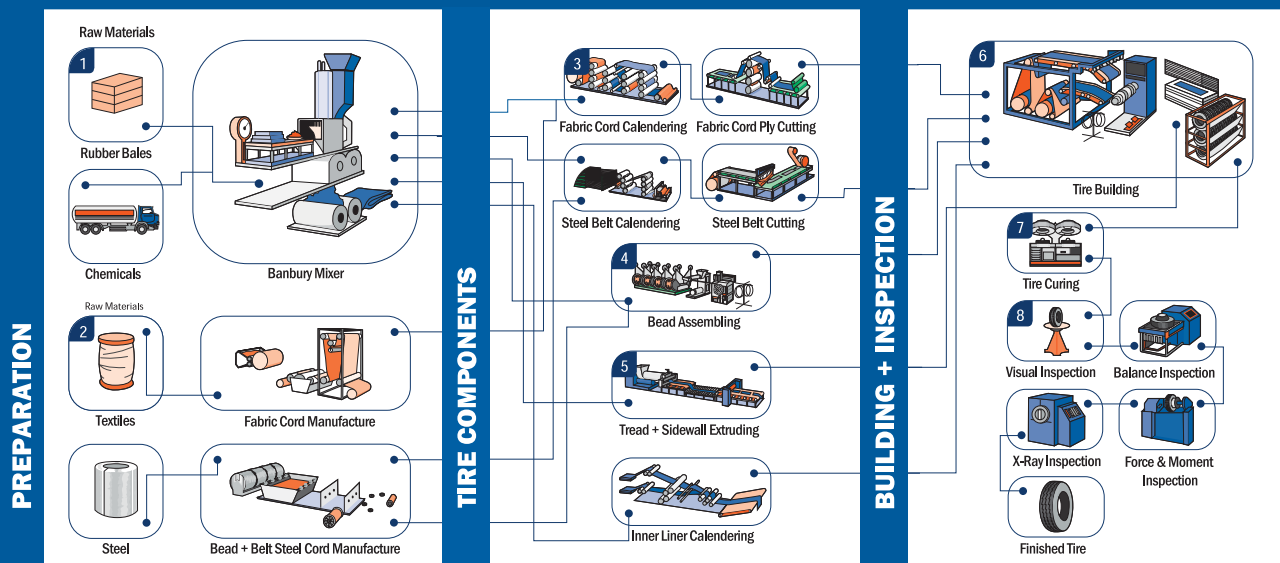 PREPARATION
Raw Materials
1
Rubber Bales
Chemicals
Banbury Mixer
Raw Materials
2
Textiles
Fabric Cord Manufacture
Steel
Bead + Belt Steel Cord Manufacture
TIRE COMPONENTS
3
Fabric Cord Calendering
Fabric Cord Ply Cutting
Steel Belt Calendering
Steel Belt Cutting
4
Bead Assembling
5
Tread + Sidewall Extruding
Inner Liner Calendering
BUILDING + INSPECTION
6
Tire Building
7
Tire Curing
8
Visual Inspection
Balance Inspection
X-Ray Inspection
Force & Moment
Inspection
Finished Tire